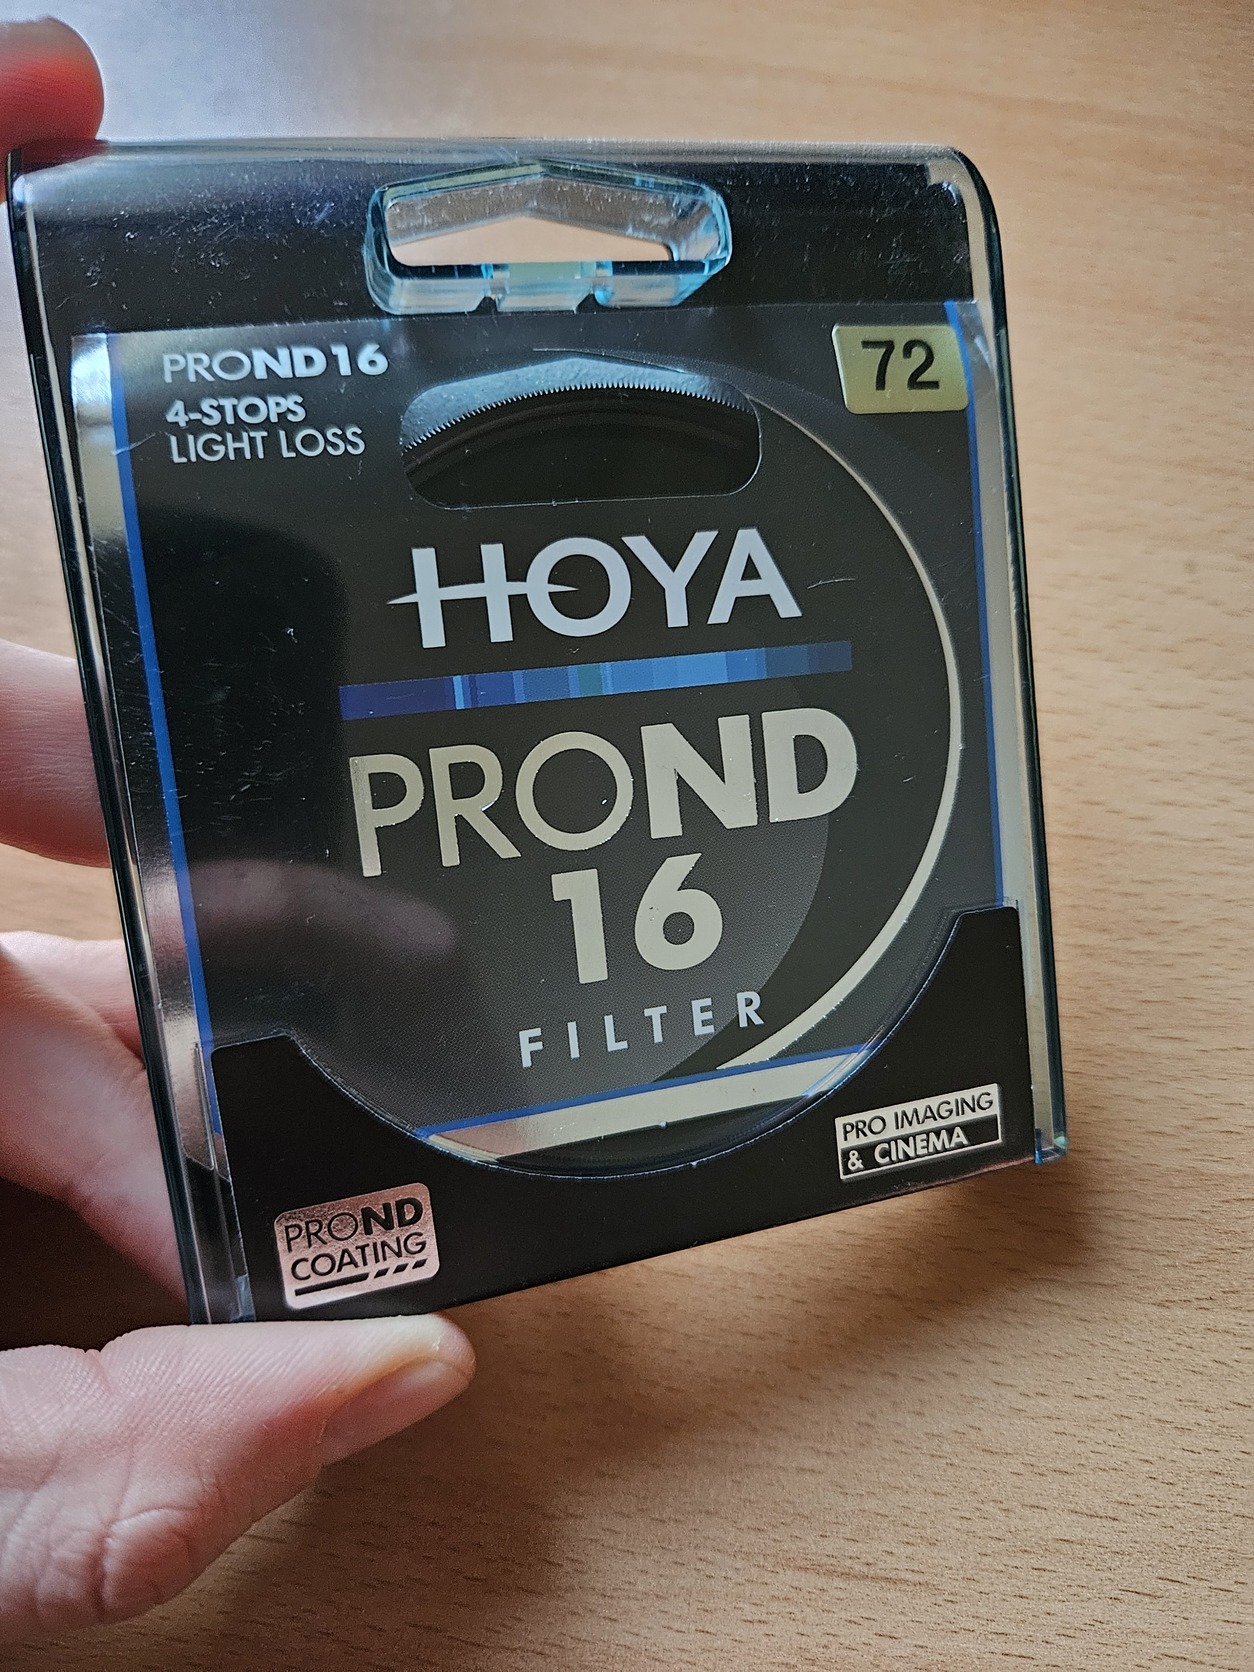 PROND16
4-STOPS
LIGHT LOSS
72
HOYA
PROND
16
FILTER
PRO IMAGING
& CINEMA
PROND
COATING